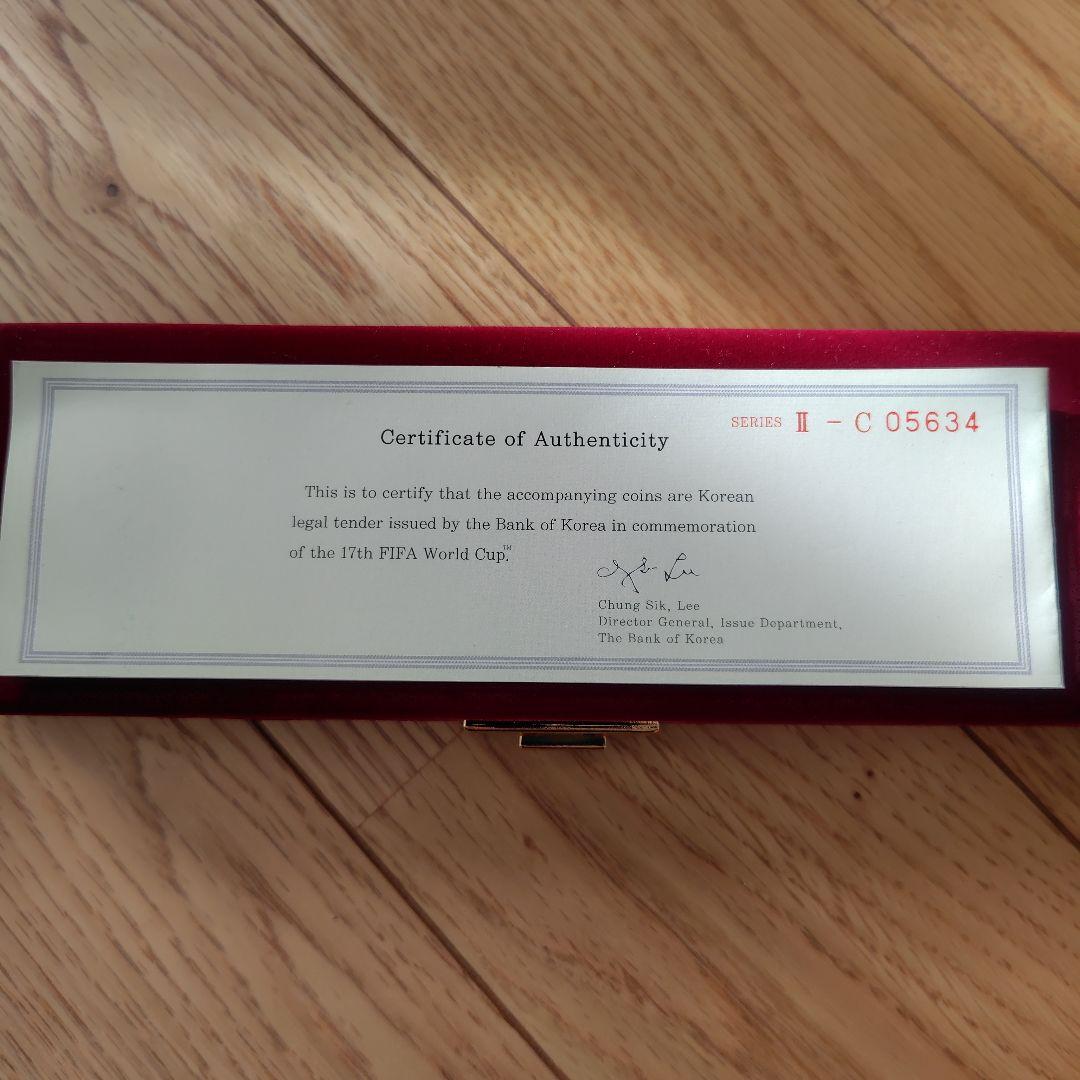 SERIES Ⅱ - C 05634
Certificate of Authenticity
This is to certify that the accompanying coins are Korean
legal tender issued by the Bank of Korea in commemoration
of the 17th FIFA World Cup™.
Chung Sik, Lee
Director General, Issue Department,
The Bank of Korea